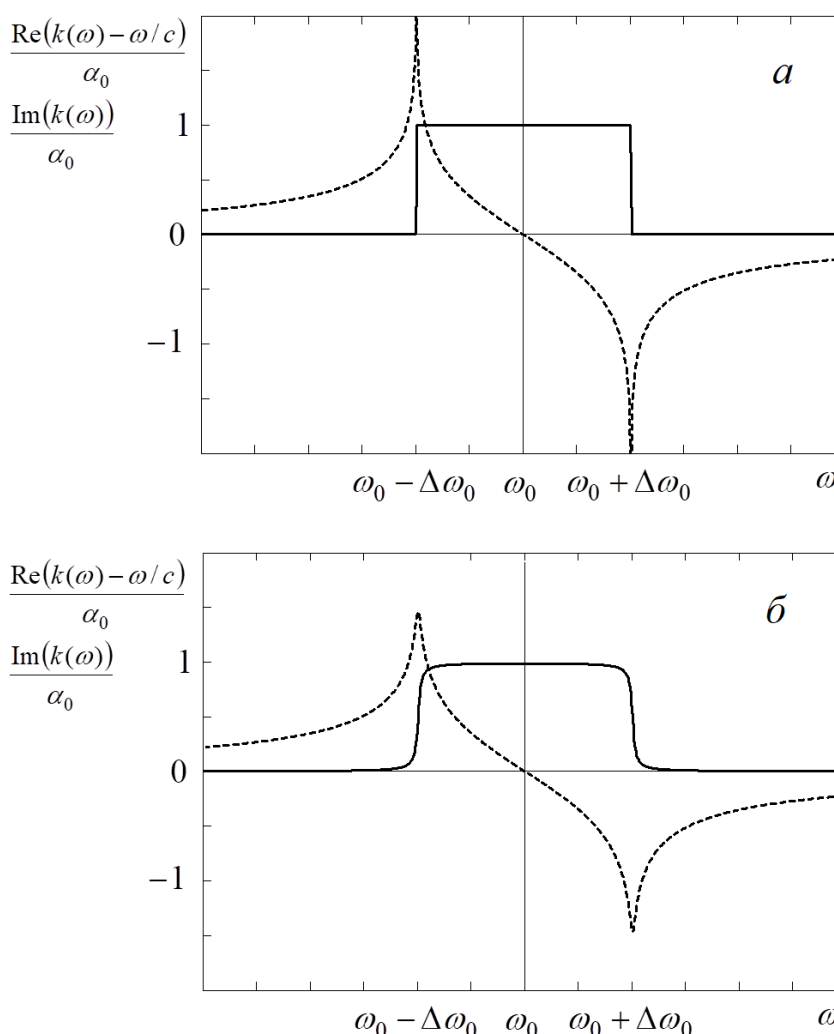 Re(k(ω) − ω/c)
α₀
Im(k(ω))
α₀
а
1
0
−1
ω₀ − Δω₀ ω₀ ω₀ + Δω₀ ω
Re(k(ω) − ω/c)
α₀
Im(k(ω))
α₀
б
1
0
−1
ω₀ − Δω₀ ω₀ ω₀ + Δω₀ ω